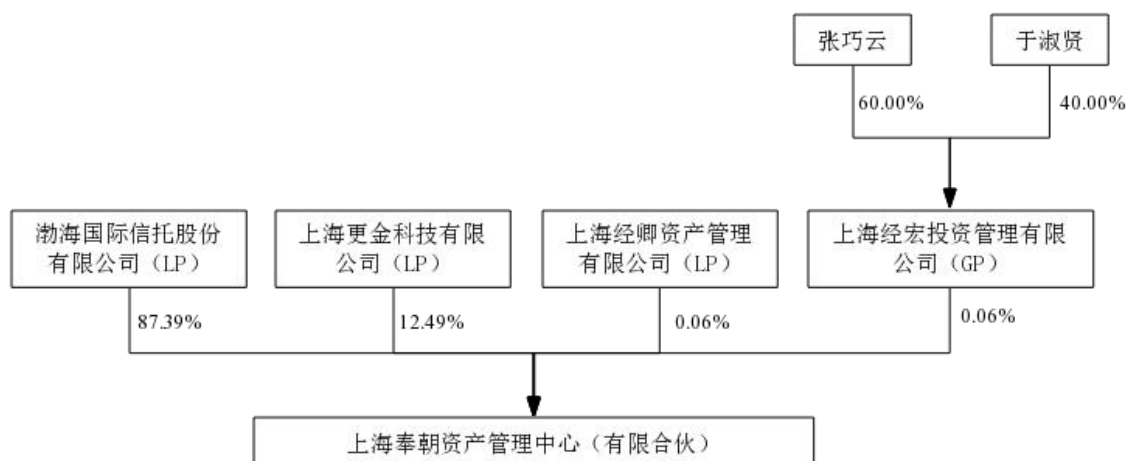 张巧云
于淑贤
60.00%
40.00%
渤海国际信托股份
有限公司（LP）
上海更金科技有限
公司（LP）
上海经卿资产管理
有限公司（LP）
上海经宏投资管理有限
公司（GP）
87.39%
12.49%
0.06%
0.06%
上海奉朝资产管理中心（有限合伙）